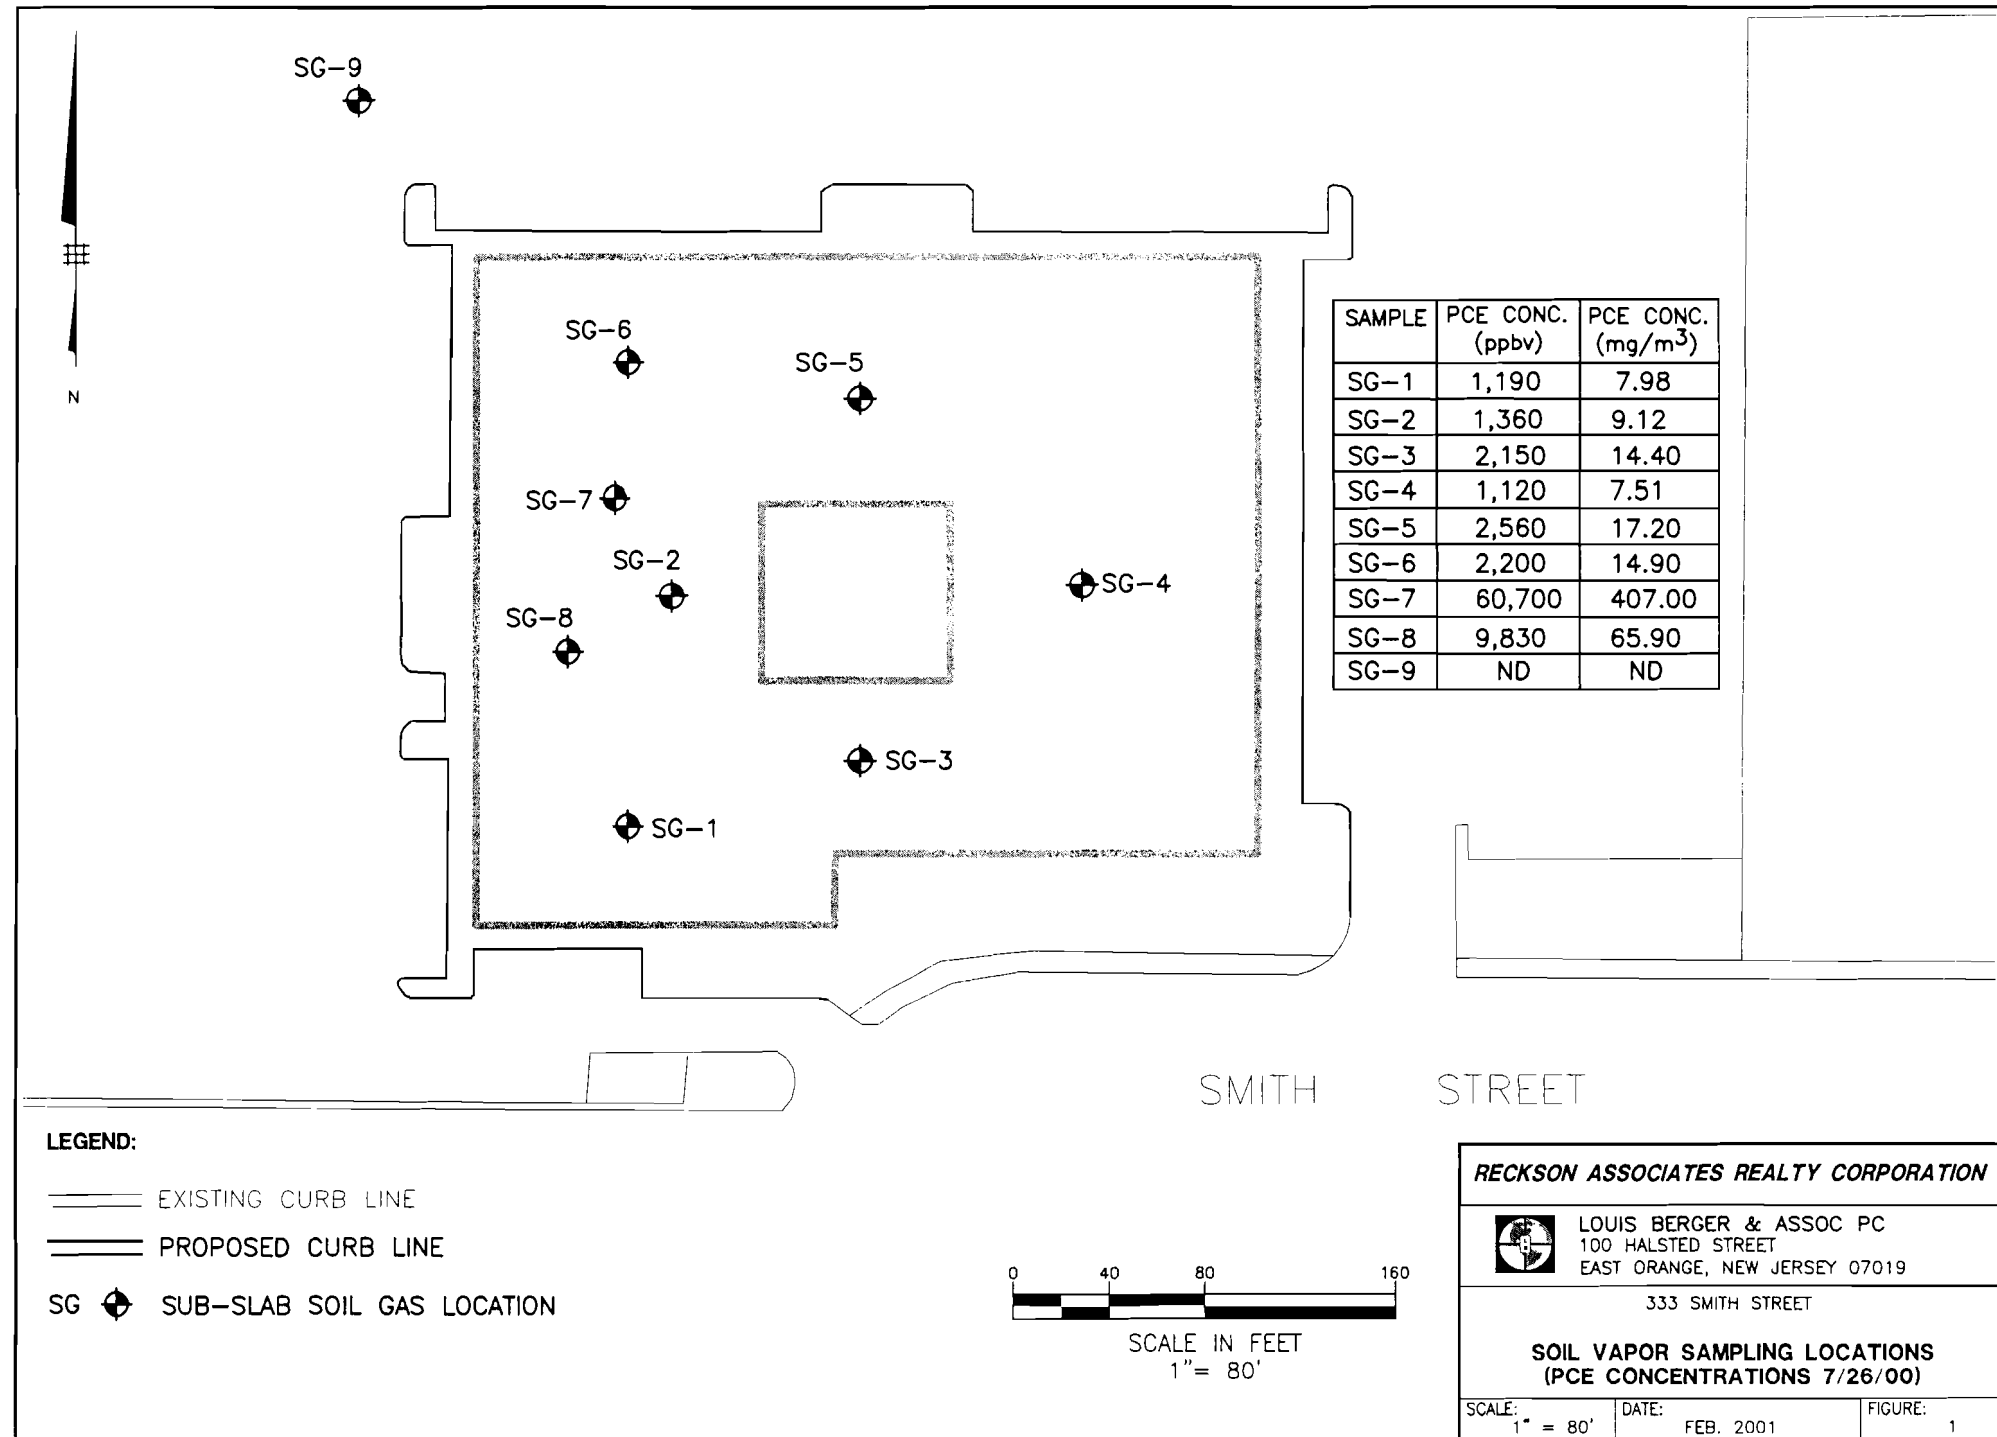 SG-9
N
SG-6
SG-5
SG-7
SG-2
SG-8
SG-4
SG-3
SG-1
SAMPLE PCE CONC. (ppbv) PCE CONC. (mg/m³)
SG-1 1,190 7.98
SG-2 1,360 9.12
SG-3 2,150 14.40
SG-4 1,120 7.51
SG-5 2,560 17.20
SG-6 2,200 14.90
SG-7 60,700 407.00
SG-8 9,830 65.90
SG-9 ND ND
SMITH STREET
LEGEND:
EXISTING CURB LINE
PROPOSED CURB LINE
SG SUB-SLAB SOIL GAS LOCATION
0 40 80 160
SCALE IN FEET
1"= 80'
RECKSON ASSOCIATES REALTY CORPORATION
LOUIS BERGER & ASSOC PC
100 HALSTED STREET
EAST ORANGE, NEW JERSEY 07019
333 SMITH STREET
SOIL VAPOR SAMPLING LOCATIONS
(PCE CONCENTRATIONS 7/26/00)
SCALE: 1" = 80'
DATE: FEB. 2001
FIGURE: 1